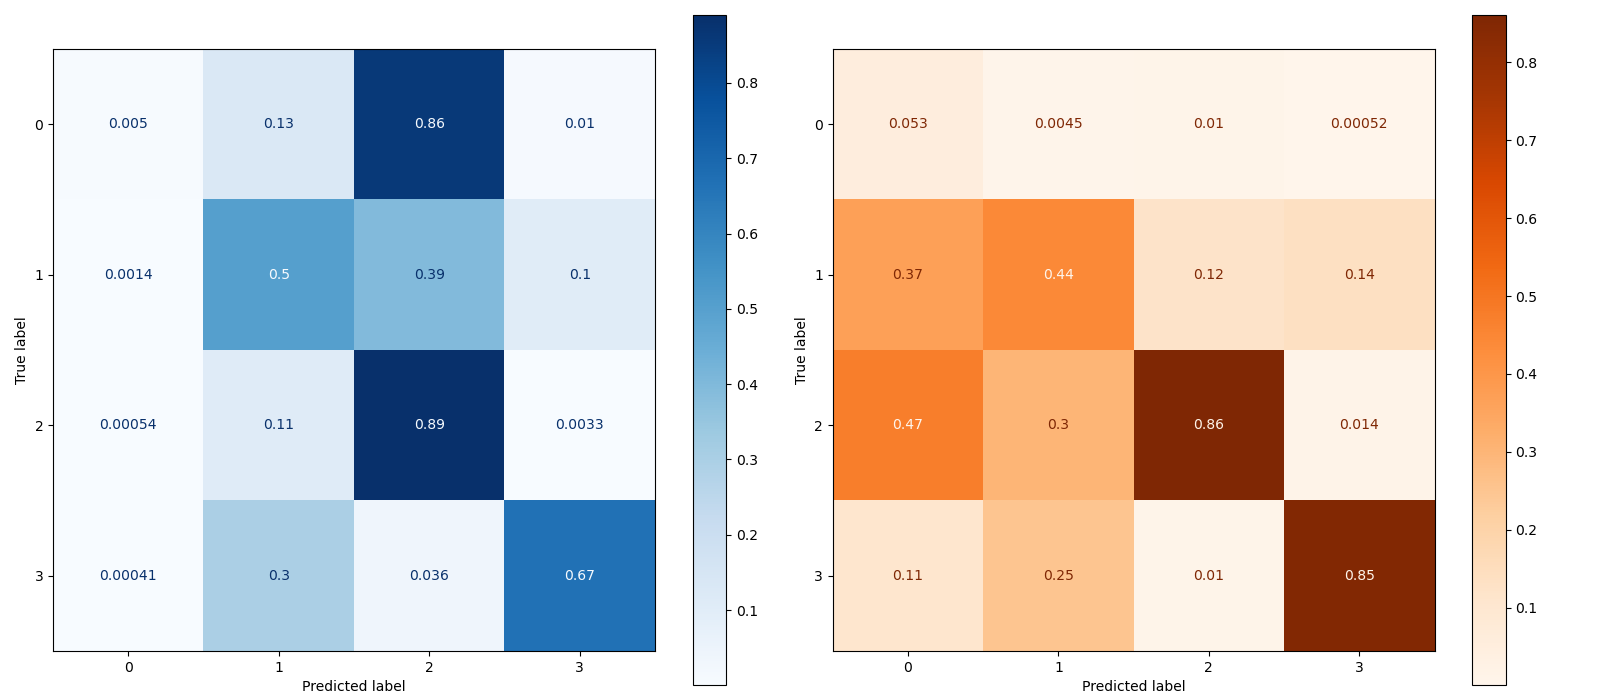 0 0.005 0.13 0.86 0.01
1 0.0014 0.5 0.39 0.1
2 0.00054 0.11 0.89 0.0033
3 0.00041 0.3 0.036 0.67
0 1 2 3
True label
Predicted label
0.8
0.7
0.6
0.5
0.4
0.3
0.2
0.1
0 0.053 0.0045 0.01 0.00052
1 0.37 0.44 0.12 0.14
2 0.47 0.3 0.86 0.014
3 0.11 0.25 0.01 0.85
0 1 2 3
True label
Predicted label
0.8
0.7
0.6
0.5
0.4
0.3
0.2
0.1